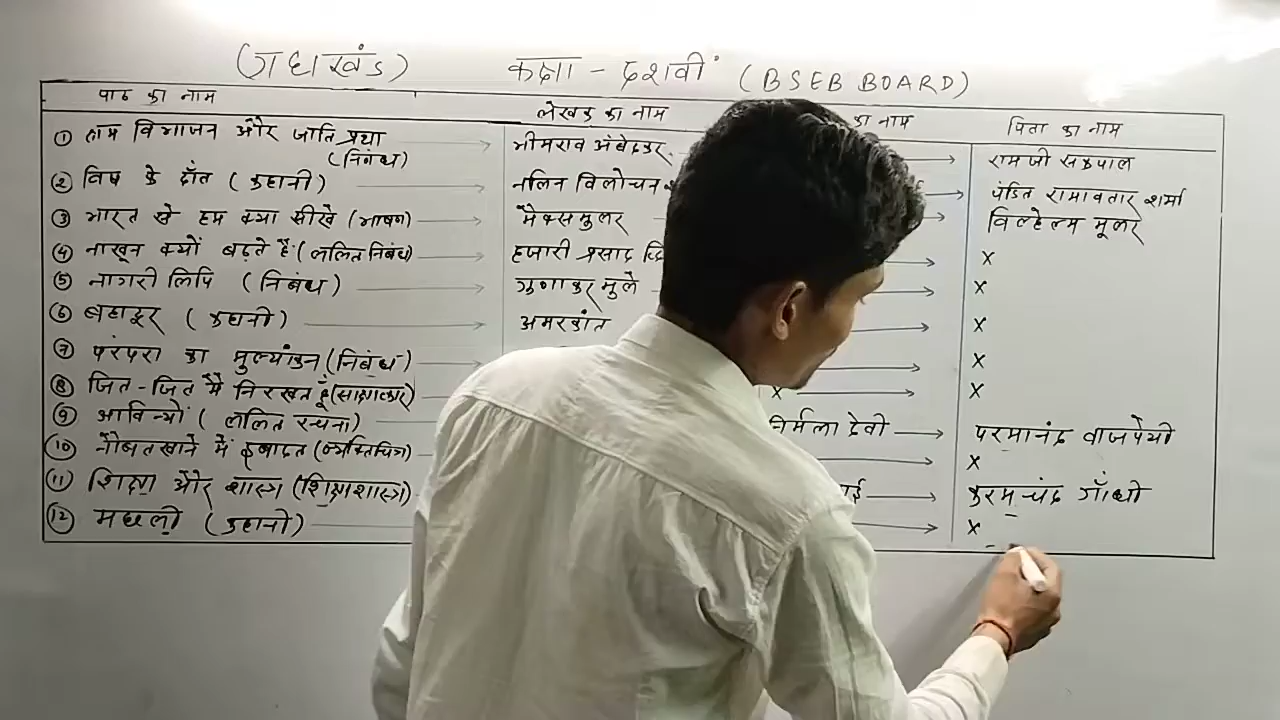 (गद्यखंड) कक्षा - दशवीं (BSEB BOARD)
पाठ का नाम लेखक का नाम का नाम पिता का नाम
① विभाजन और जाति प्रथा भीमराव अंबेदकर रामजी सकपाल
(निबंध)
② विष के दाँत (कहानी) नलिन विलोचन पंडित रामावतार शर्मा
③ भारत से हम क्या सीखें (भाषण) मैक्समुलर विल्हेल्म मूलर
④ नाखून क्यों बढ़ते हैं (ललित निबंध) हजारी प्रसाद x
⑤ नागरी लिपि (निबंध) गुणाकर मुले x
⑥ बहादूर (कहानी) अमरकांत x
⑦ परंपरा का मुल्यांकन (निबंध) x
⑧ जित-जित मैं निरखत हूँ (साक्षात्कार) x x
⑨ आविन्यों (ललित रचना) निर्मला देवी परमानंद वाजपेयी
⑩ नौबतखाने में इबादत (व्यक्तिचित्र) x
⑪ शिक्षा और शास्त्र (शिक्षाशास्त्र) करमचंद गाँधी
⑫ मछली (कहानी) x